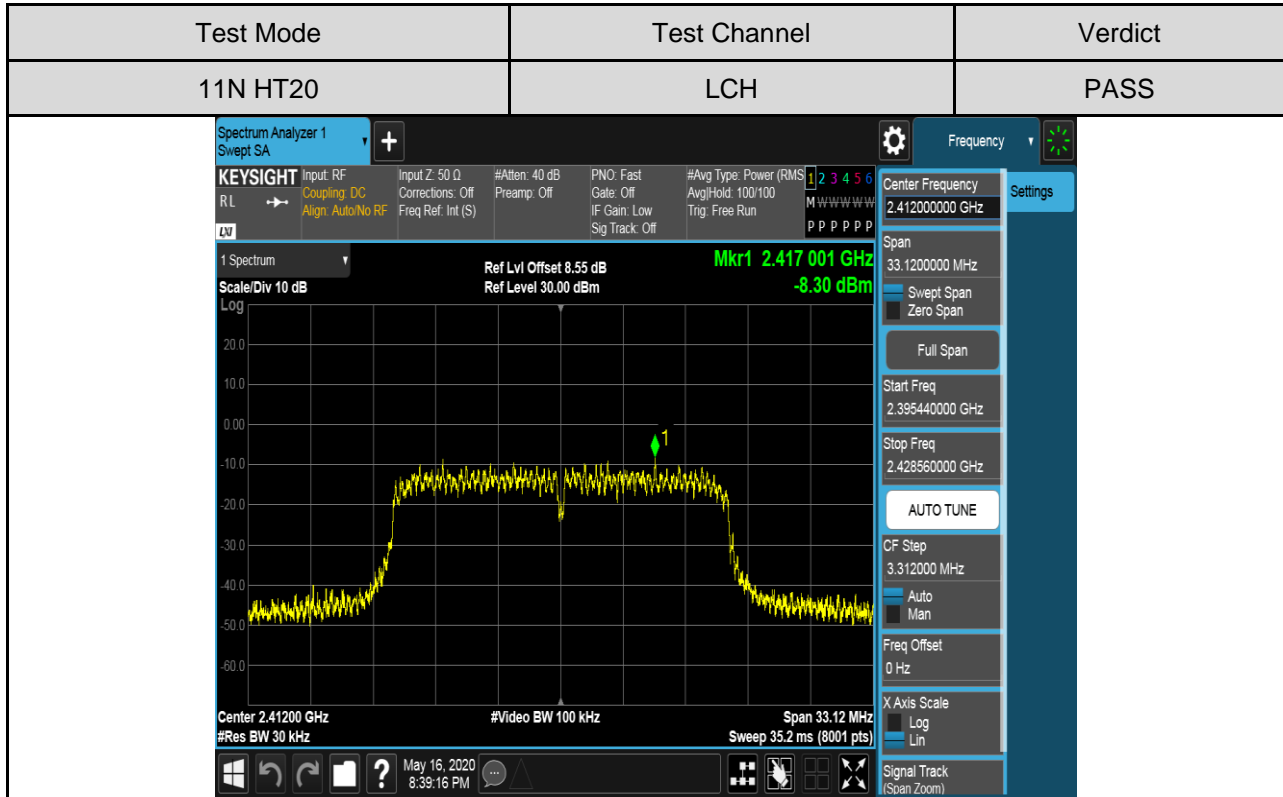 Test Mode Test Channel Verdict
11N HT20 LCH PASS
Spectrum Analyzer 1
Swept SA
+
Frequency
KEYSIGHT Input: RF Input Z: 50 Ω #Atten: 40 dB PNO: Fast #Avg Type: Power (RMS 1 2 3 4 5 6
RL Coupling: DC Corrections: Off Preamp: Off Gate: Off Avg|Hold: 100/100 M W W W W W
Align: Auto/No RF Freq Ref: Int (S) IF Gain: Low Trig: Free Run
LXI Sig Track: Off P P P P P P
1 Spectrum
Ref Lvl Offset 8.55 dB Mkr1 2.417 001 GHz
Scale/Div 10 dB Ref Level 30.00 dBm -8.30 dBm
Log
20.0
10.0
0.00
1
-10.0
-20.0
-30.0
-40.0
-50.0
-60.0
Center 2.41200 GHz #Video BW 100 kHz Span 33.12 MHz
#Res BW 30 kHz Sweep 35.2 ms (8001 pts)
?
May 16, 2020
8:39:16 PM
Center Frequency
2.412000000 GHz
Settings
Span
33.1200000 MHz
Swept Span
Zero Span
Full Span
Start Freq
2.395440000 GHz
Stop Freq
2.428560000 GHz
AUTO TUNE
CF Step
3.312000 MHz
Auto
Man
Freq Offset
0 Hz
X Axis Scale
Log
Lin
Signal Track
(Span Zoom)